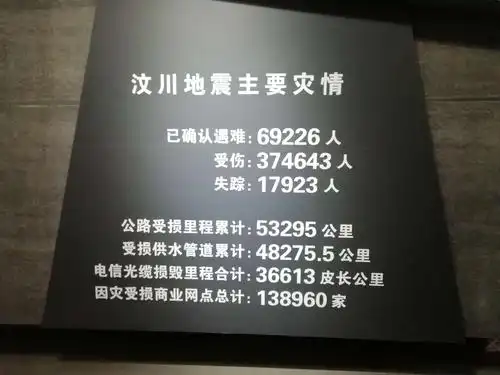 汶川地震主要灾情
已确认遇难:69226 人
受伤:374643 人
失踪:17923 人
公路受损里程累计:53295 公里
受损供水管道累计:48275.5 公里
电信光缆损毁里程合计:36613 皮长公里
因灾受损商业网点总计:138960 家